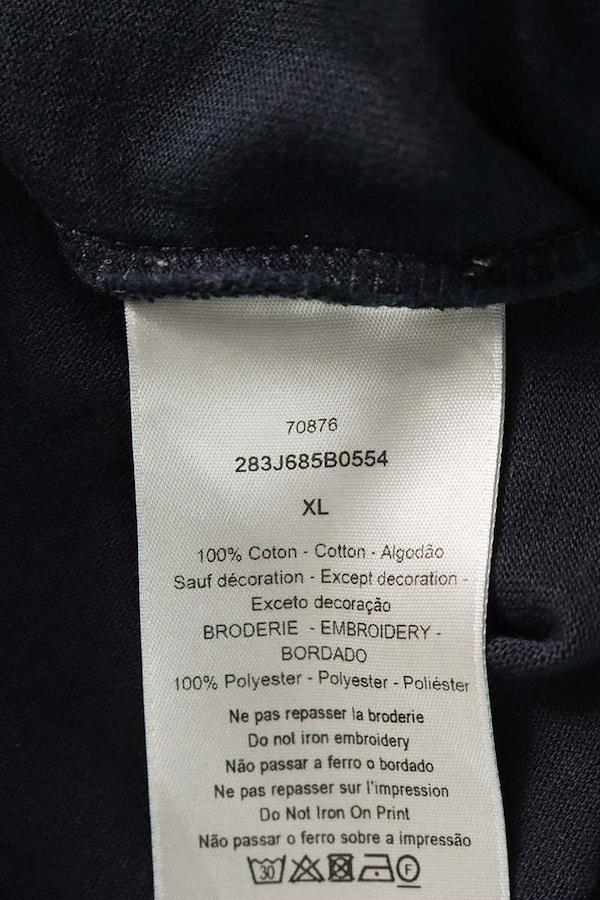 70876
283J685B0554
XL
100% Coton - Cotton - Algodão
Sauf décoration - Except decoration -
Exceto decoração
BRODERIE - EMBROIDERY -
BORDADO
100% Polyester - Polyester - Poliéster
Ne pas repasser la broderie
Do not iron embroidery
Não passar a ferro o bordado
Ne pas repasser sur l'impression
Do Not Iron On Print
Não passar o ferro sobre a impressão
30 F